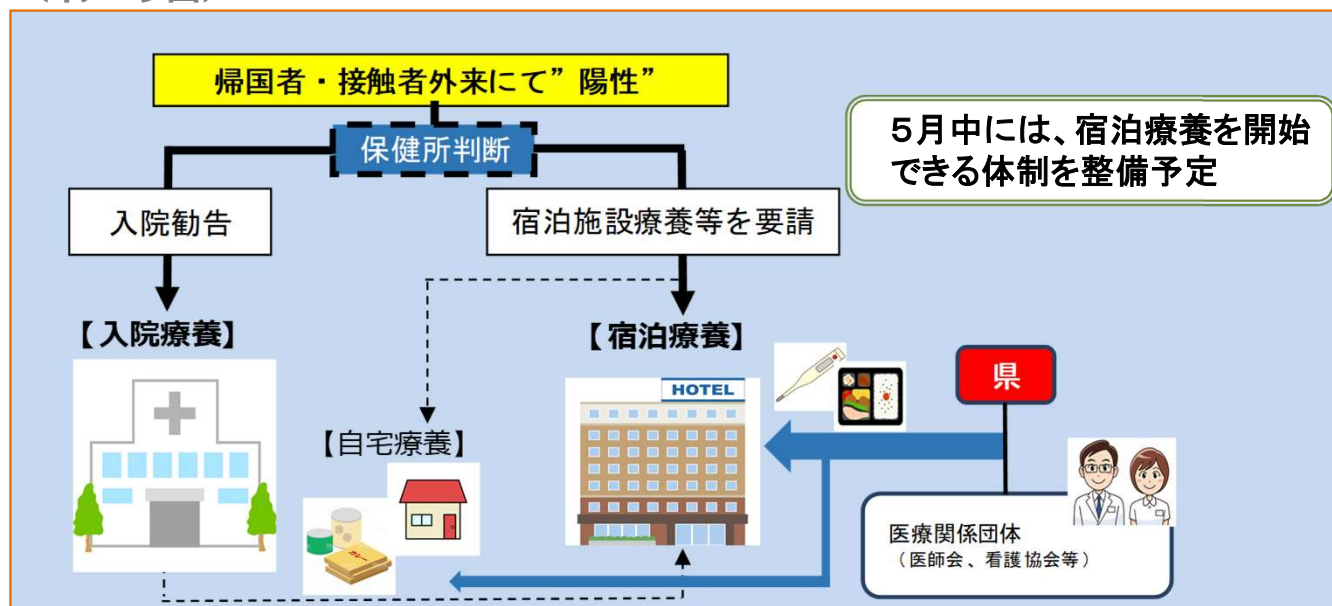 帰国者・接触者外来にて”陽性”
保健所判断
5月中には、宿泊療養を開始
できる体制を整備予定
入院勧告
宿泊施設療養等を要請
【入院療養】
【宿泊療養】
HOTEL
県
【自宅療養】
カレー
医療関係団体
（医師会、看護協会等）